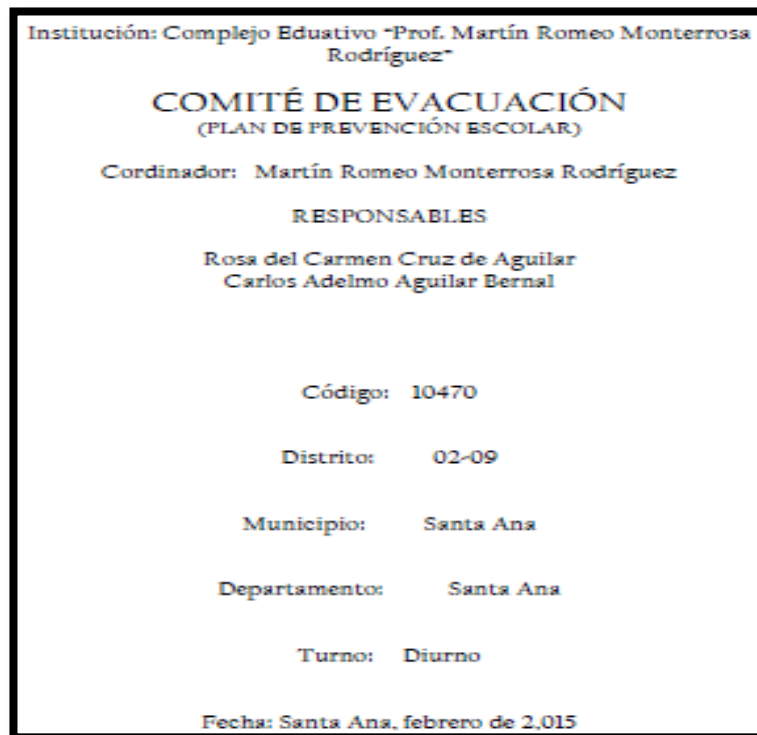 Institución: Complejo Eduativo "Prof. Martín Romeo Monterrosa
Rodríguez"
COMITÉ DE EVACUACIÓN
(PLAN DE PREVENCIÓN ESCOLAR)
Cordinador: Martín Romeo Monterrosa Rodríguez
RESPONSABLES
Rosa del Carmen Cruz de Aguilar
Carlos Adelmo Aguilar Bernal
Código: 10470
Distrito: 02-09
Municipio: Santa Ana
Departamento: Santa Ana
Turno: Diurno
Fecha: Santa Ana, febrero de 2,015